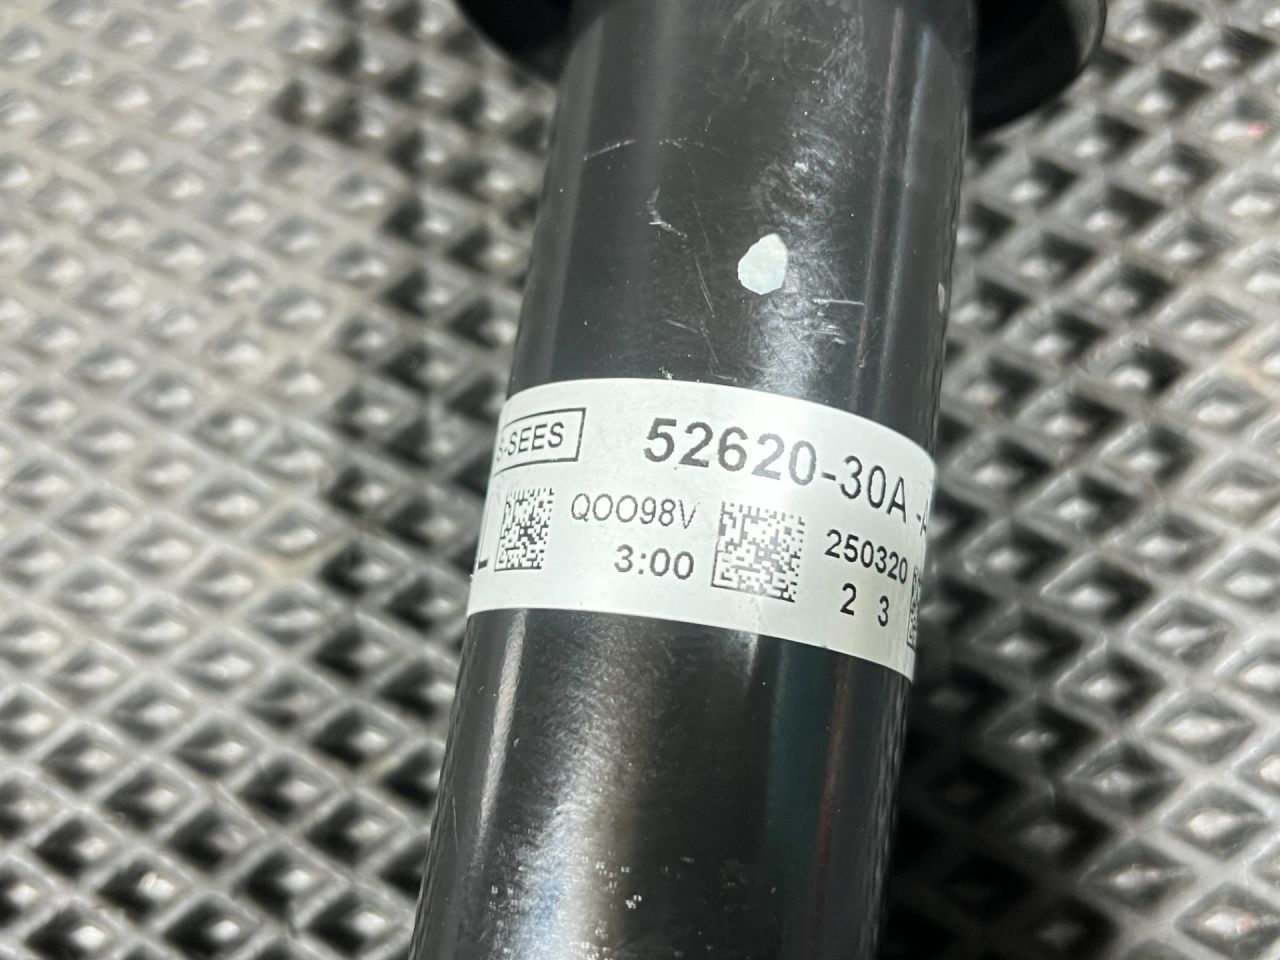 S-SEES
52620-30A -A
QOO98V
3:00
250320
2 3
L